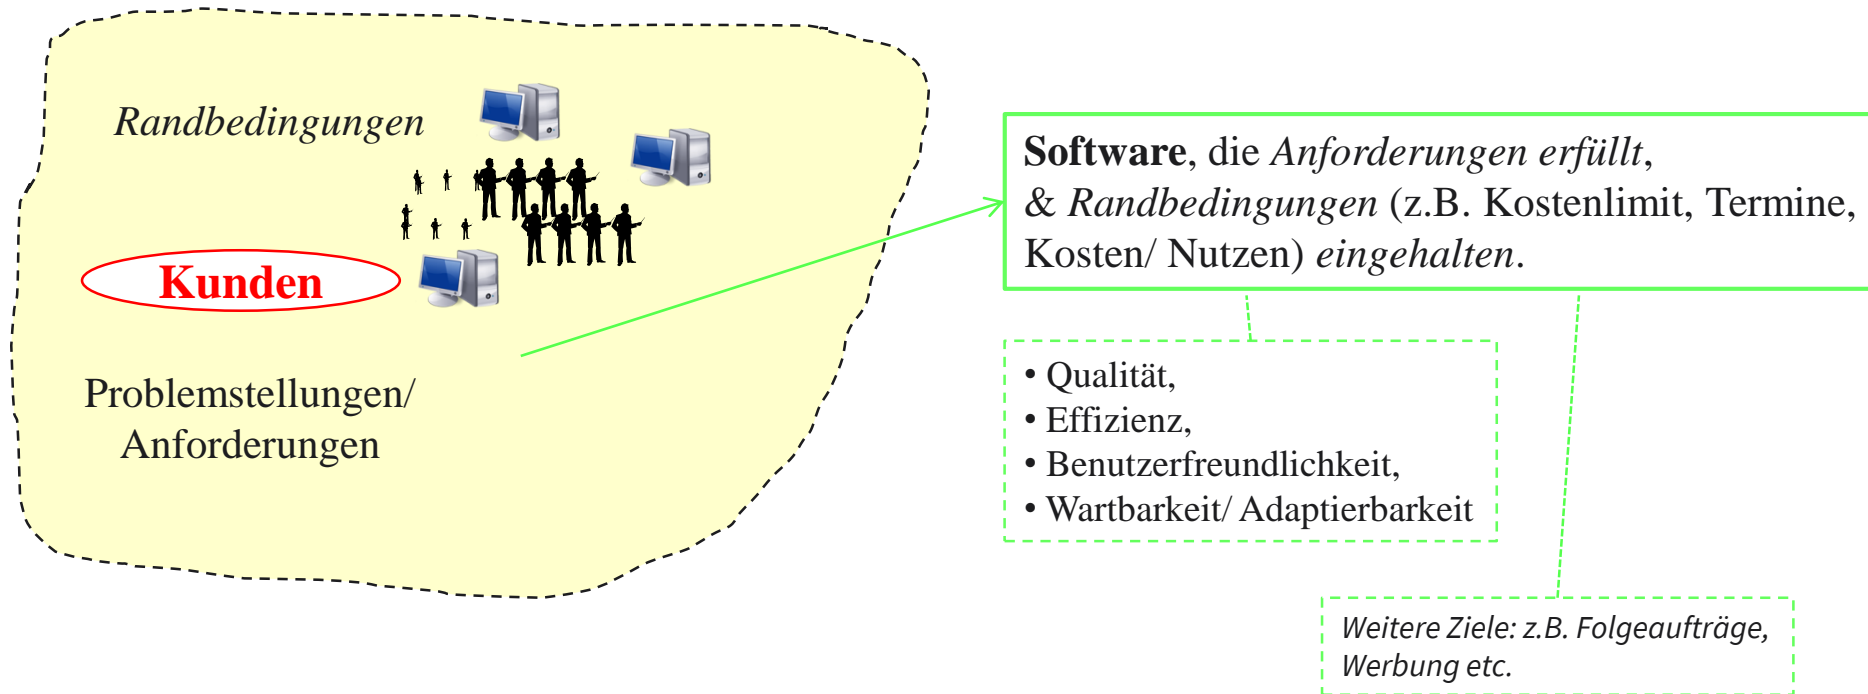 Randbedingungen
Kunden
Problemstellungen/
Anforderungen
Software, die Anforderungen erfüllt,
& Randbedingungen (z.B. Kostenlimit, Termine,
Kosten/ Nutzen) eingehalten.
• Qualität,
• Effizienz,
• Benutzerfreundlichkeit,
• Wartbarkeit/ Adaptierbarkeit
Weitere Ziele: z.B. Folgeaufträge,
Werbung etc.